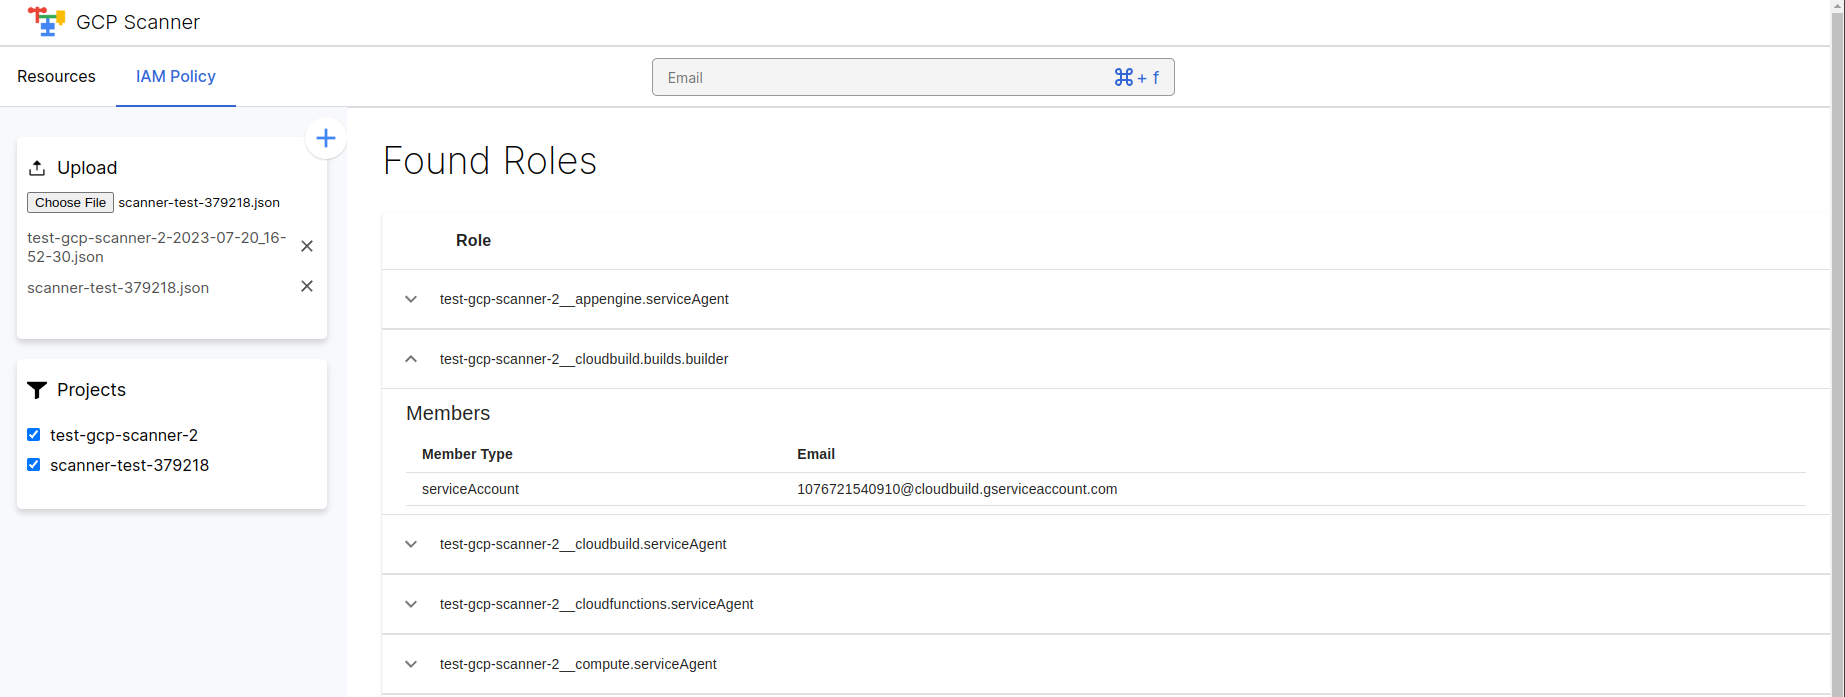 GCP Scanner
Resources
IAM Policy
Email
⌘ + f
Upload
Choose File scanner-test-379218.json
test-gcp-scanner-2-2023-07-20_16-
52-30.json
scanner-test-379218.json
Projects
test-gcp-scanner-2
scanner-test-379218
Found Roles
Role
test-gcp-scanner-2__appengine.serviceAgent
test-gcp-scanner-2__cloudbuild.builds.builder
Members
Member Type Email
serviceAccount 1076721540910@cloudbuild.gserviceaccount.com
test-gcp-scanner-2__cloudbuild.serviceAgent
test-gcp-scanner-2__cloudfunctions.serviceAgent
test-gcp-scanner-2__compute.serviceAgent